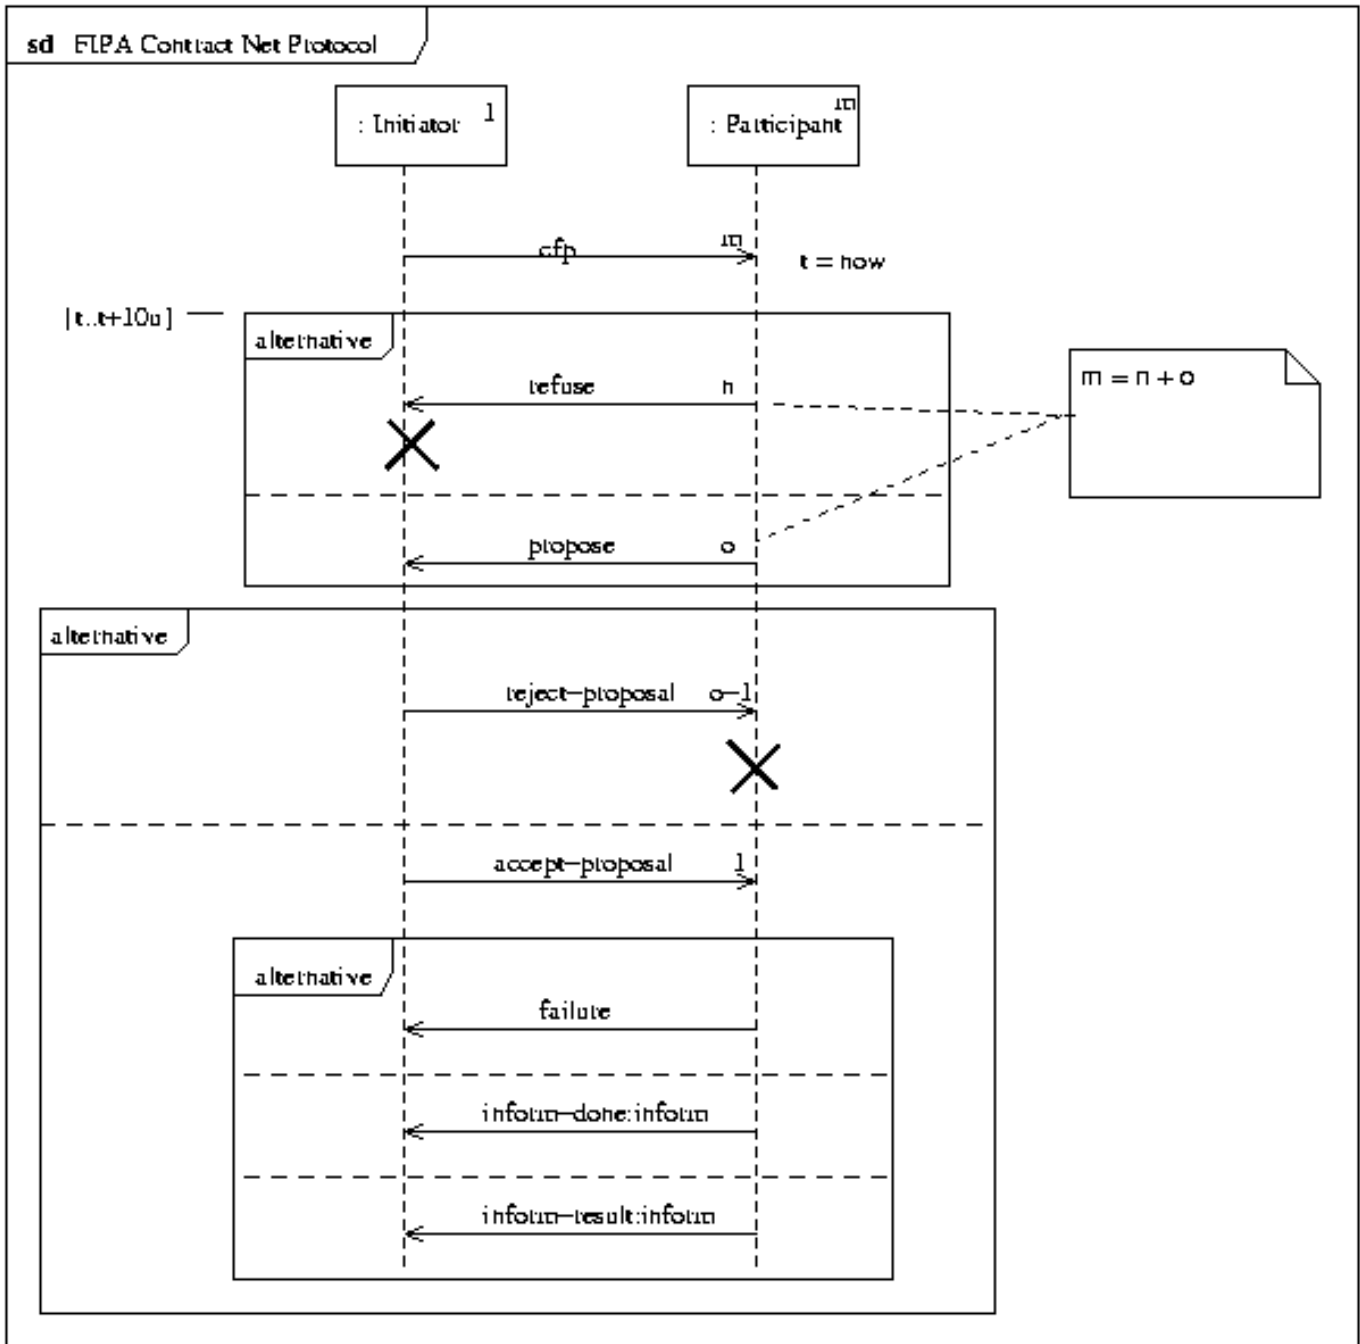 sd FIPA Contract Net Protocol
: Initiator 1
: Participant m
cfp m
t = now
[t..t+10u]
alternative
refuse n
m = n + o
propose o
alternative
reject-proposal o-1
accept-proposal 1
alternative
failure
inform-done:inform
inform-result:inform